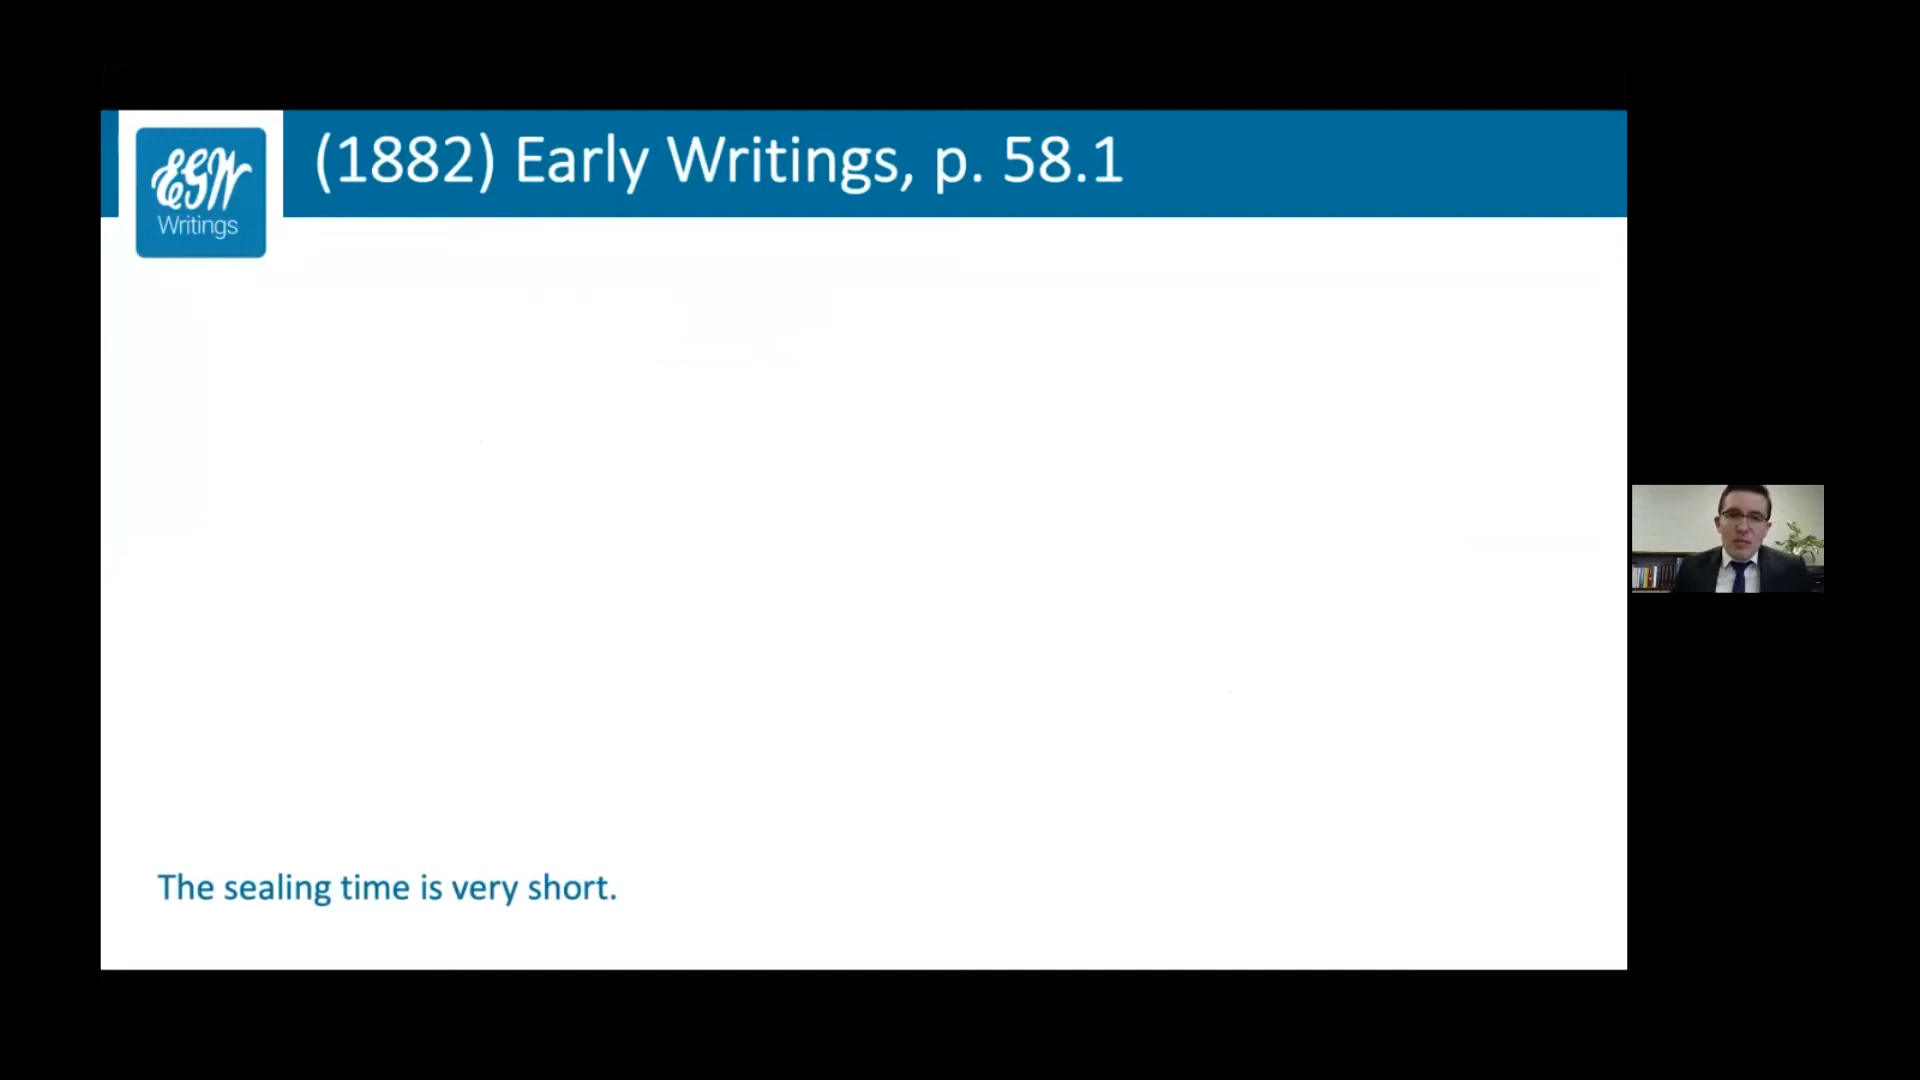 (1882) Early Writings, p. 58.1
EGW
Writings
The sealing time is very short.